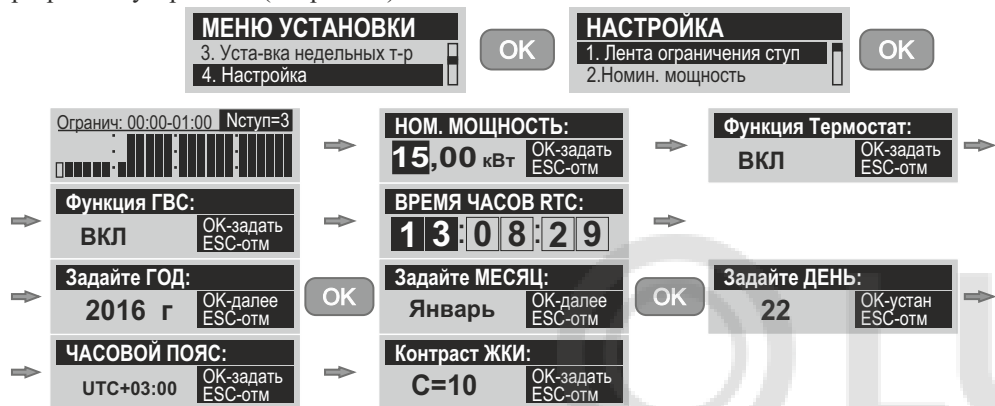 МЕНЮ УСТАНОВКИ
3. Уста-вка недельных т-р
4. Настройка
OK
НАСТРОЙКА
1. Лента ограничения ступ
2.Номин. мощность
OK
Огранич: 00:00-01:00 Nступ=3
НОМ. МОЩНОСТЬ:
15,00 кВт OK-задать
ESC-отм
Функция Термостат:
ВКЛ OK-задать
ESC-отм
Функция ГВС:
ВКЛ OK-задать
ESC-отм
ВРЕМЯ ЧАСОВ RTC:
13:08:29
Задайте ГОД:
2016 г OK-далее
ESC-отм
OK
Задайте МЕСЯЦ:
Январь OK-далее
ESC-отм
OK
Задайте ДЕНЬ:
22 OK-устан
ESC-отм
ЧАСОВОЙ ПОЯС:
UTC+03:00 OK-задать
ESC-отм
Контраст ЖКИ:
C=10 OK-задать
ESC-отм